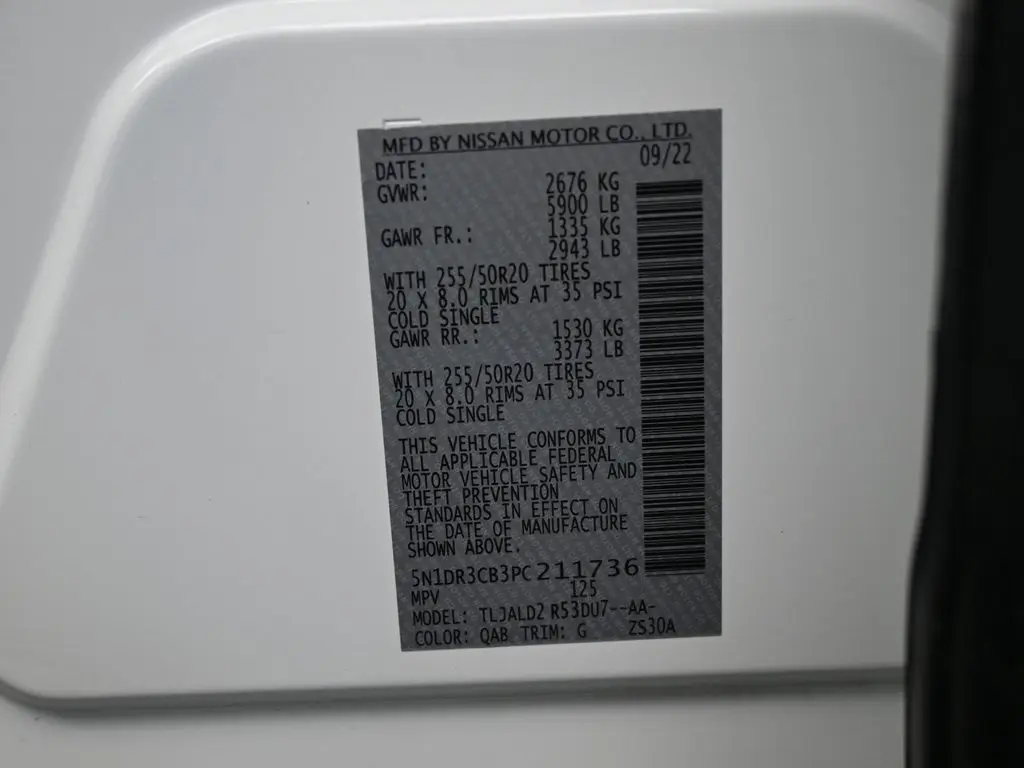 MFD BY NISSAN MOTOR CO., LTD.
DATE: 09/22
GVWR: 2676 KG
5900 LB
GAWR FR.: 1335 KG
2943 LB
WITH 255/50R20 TIRES
20 X 8.0 RIMS AT 35 PSI
COLD SINGLE
GAWR RR.: 1530 KG
3373 LB
WITH 255/50R20 TIRES
20 X 8.0 RIMS AT 35 PSI
COLD SINGLE
THIS VEHICLE CONFORMS TO
ALL APPLICABLE FEDERAL
MOTOR VEHICLE SAFETY AND
THEFT PREVENTION
STANDARDS IN EFFECT ON
THE DATE OF MANUFACTURE
SHOWN ABOVE.
5N1DR3CB3PC211736
MPV 125
MODEL: TLJALD2 R53DU7--AA-
COLOR: QAB TRIM: G ZS30A